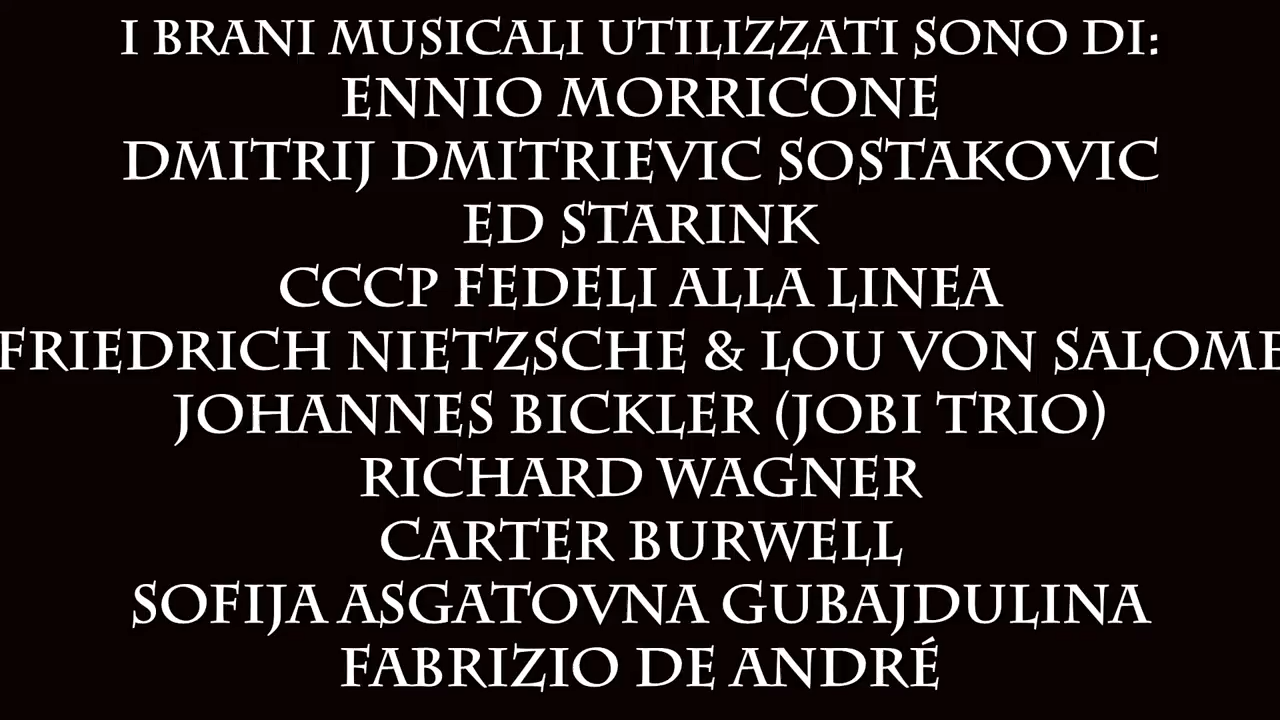 I BRANI MUSICALI UTILIZZATI SONO DI:
ENNIO MORRICONE
DMITRIJ DMITRIEVIC SOSTAKOVIC
ED STARINK
CCCP FEDELI ALLA LINEA
FRIEDRICH NIETZSCHE & LOU VON SALOME
JOHANNES BICKLER (JOBI TRIO)
RICHARD WAGNER
CARTER BURWELL
SOFIJA ASGATOVNA GUBAJDULINA
FABRIZIO DE ANDRÉ